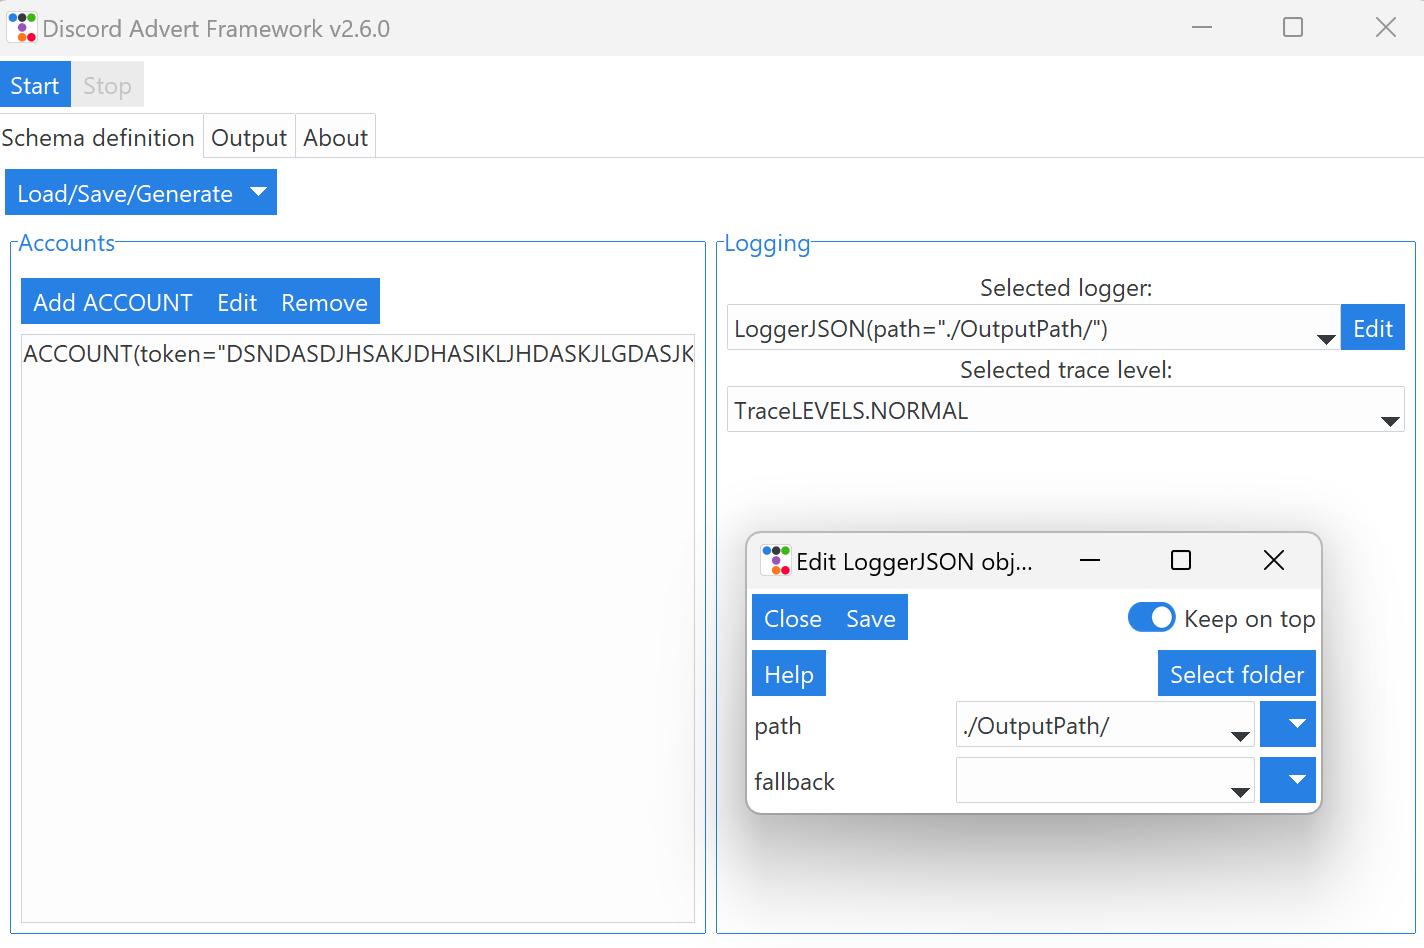 Discord Advert Framework v2.6.0
Start Stop
Schema definition Output About
Load/Save/Generate
Accounts
Add ACCOUNT Edit Remove
ACCOUNT(token="DSNDASDJHSAKJDHASIKLJHDASKJLGDASJK
Logging
Selected logger:
LoggerJSON(path="./OutputPath/") Edit
Selected trace level:
TraceLEVELS.NORMAL
Edit LoggerJSON obj...
Close Save Keep on top
Help Select folder
path ./OutputPath/
fallback